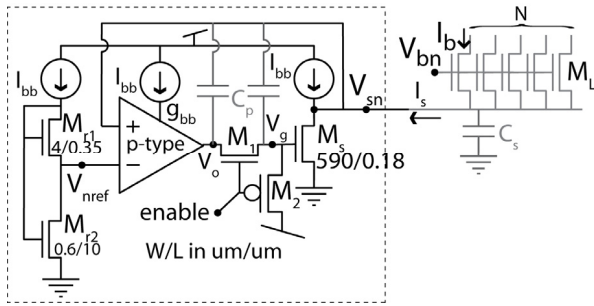 N
I_b
V_bn
M_L
I_bb
I_bb
I_bb
g_bb
C_p
V_sn
I_s
C_s
M_r1
4/0.35
+
p-type
−
V_o
M_1
V_g
M_s
590/0.18
V_nref
enable
M_2
M_r2
0.6/10
W/L in um/um